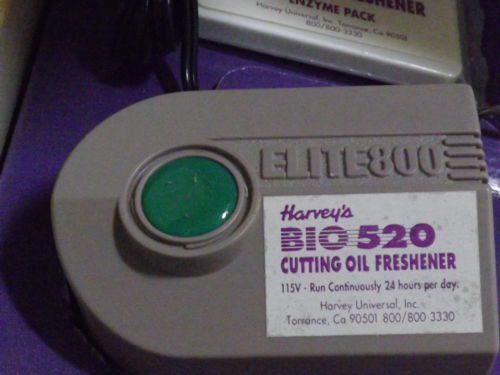 FRESHENER
ENZYME PACK
Harvey Universal, Inc. Torrance, Ca 90501
800/800-3330
ELITE800
Harvey's
BIO 520
CUTTING OIL FRESHENER
115V - Run Continuously 24 hours per day.
Harvey Universal, Inc.
Torrance, Ca 90501 800/800 3330